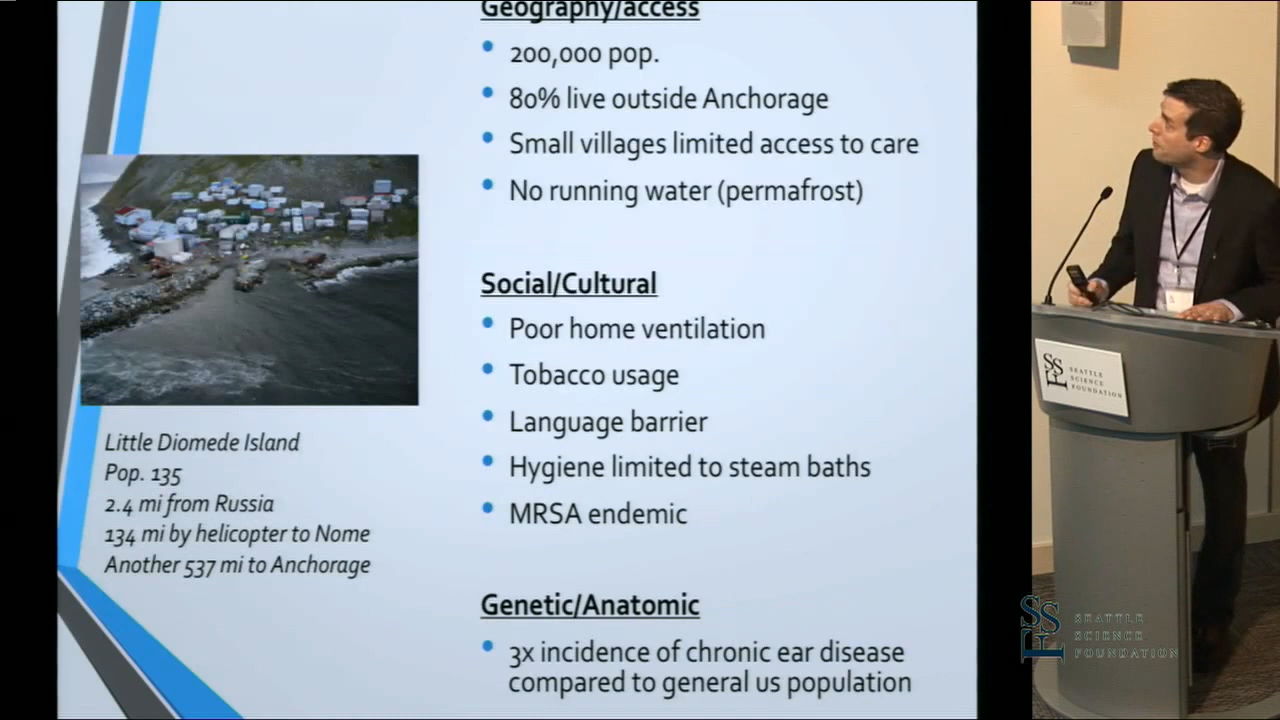 Geography/access
200,000 pop.
80% live outside Anchorage
Small villages limited access to care
No running water (permafrost)
Little Diomede Island
Pop. 135
2.4 mi from Russia
134 mi by helicopter to Nome
Another 537 mi to Anchorage
Social/Cultural
Poor home ventilation
Tobacco usage
Language barrier
Hygiene limited to steam baths
MRSA endemic
Genetic/Anatomic
3x incidence of chronic ear disease
compared to general us population
SSF
SEATTLE
SCIENCE
FOUNDATION
SSF
SEATTLE
SCIENCE
FOUNDATION